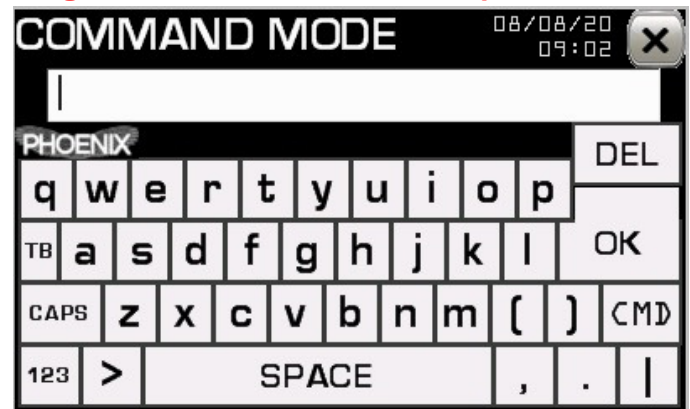 COMMAND MODE 08/08/20
09:02 X
PHOENIX DEL
q w e r t y u i o p
TB a s d f g h j k l OK
CAPS z x c v b n m ( ) CMD
123 > SPACE , . |